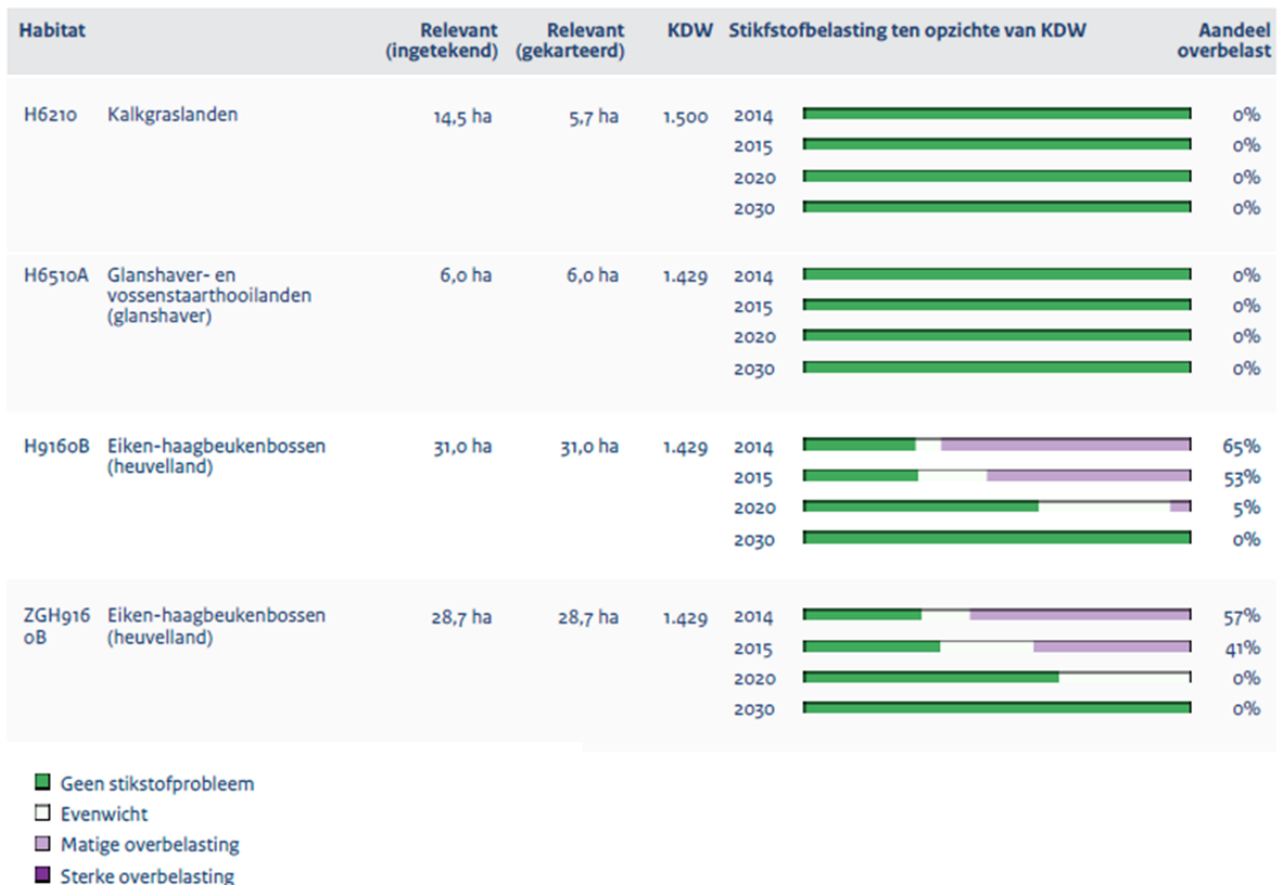 Habitat Relevant (ingetekend) Relevant (gekarteerd) KDW Stikfstofbelasting ten opzichte van KDW Aandeel overbelast
H6210 Kalkgraslanden 14,5 ha 5,7 ha 1.500 2014 0%
2015 0%
2020 0%
2030 0%
H6510A Glanshaver- en 6,0 ha 6,0 ha 1.429 2014 0%
vossenstaarthooilanden 2015 0%
(glanshaver)
2020 0%
2030 0%
H9160B Eiken-haagbeukenbossen 31,0 ha 31,0 ha 1.429 2014 65%
(heuvelland) 2015 53%
2020 5%
2030 0%
ZGH916 Eiken-haagbeukenbossen 28,7 ha 28,7 ha 1.429 2014 57%
0B (heuvelland) 2015 41%
2020 0%
2030 0%
Geen stikstofprobleem
Evenwicht
Matige overbelasting
Sterke overbelasting